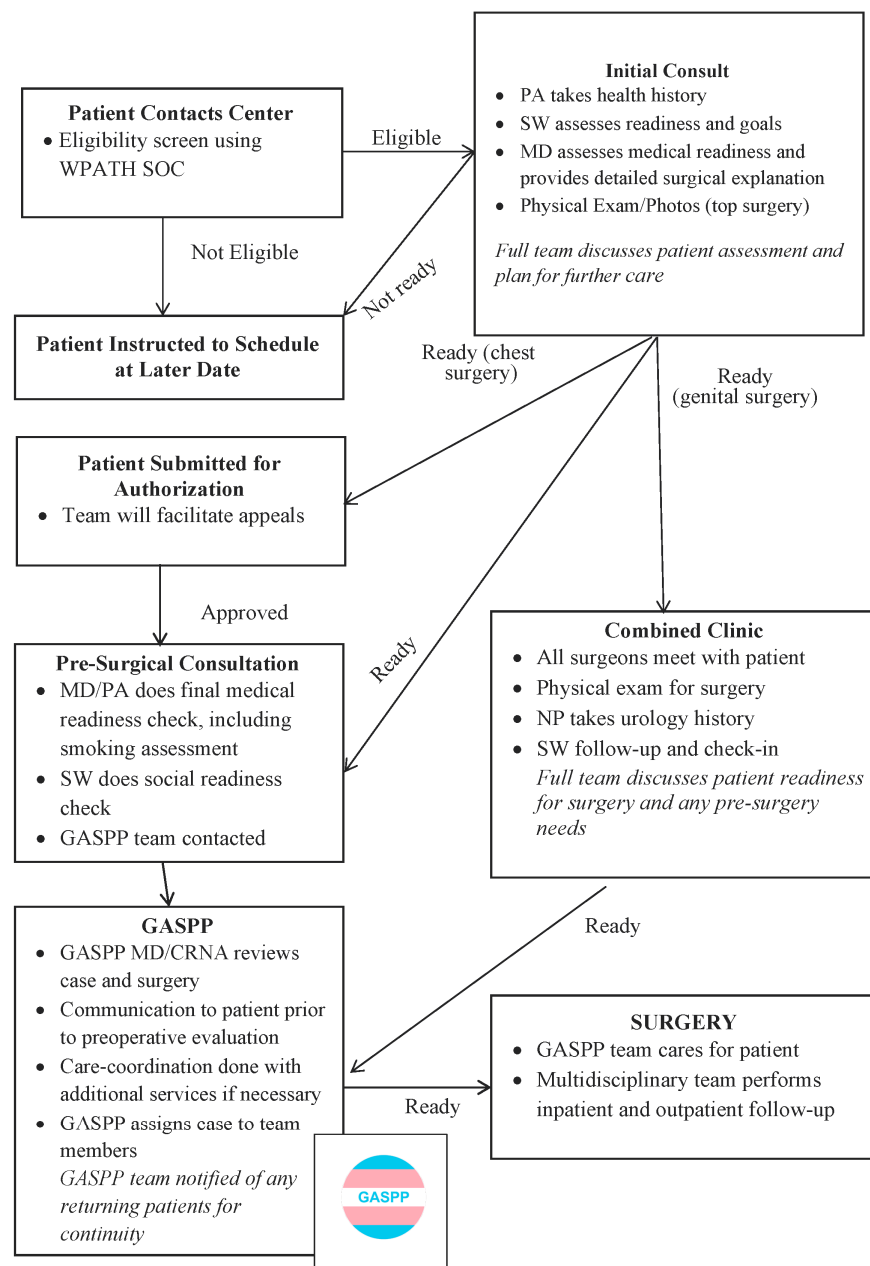 Patient Contacts Center
• Eligibility screen using
WPATH SOC
Eligible
Initial Consult
• PA takes health history
• SW assesses readiness and goals
• MD assesses medical readiness and
provides detailed surgical explanation
• Physical Exam/Photos (top surgery)
Full team discusses patient assessment and
plan for further care
Not Eligible
Not ready
Patient Instructed to Schedule
at Later Date
Ready (chest
surgery)
Ready
(genital surgery)
Patient Submitted for
Authorization
• Team will facilitate appeals
Approved
Ready
Pre-Surgical Consultation
• MD/PA does final medical
readiness check, including
smoking assessment
• SW does social readiness
check
• GASPP team contacted
Combined Clinic
• All surgeons meet with patient
• Physical exam for surgery
• NP takes urology history
• SW follow-up and check-in
Full team discusses patient readiness
for surgery and any pre-surgery
needs
Ready
GASPP
• GASPP MD/CRNA reviews
case and surgery
• Communication to patient prior
to preoperative evaluation
• Care-coordination done with
additional services if necessary
• GASPP assigns case to team
members
GASPP team notified of any
returning patients for
continuity
Ready
SURGERY
• GASPP team cares for patient
• Multidisciplinary team performs
inpatient and outpatient follow-up
GASPP